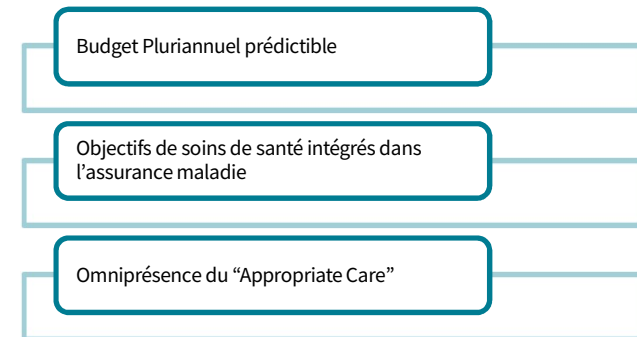 Budget Pluriannuel prédictible
Objectifs de soins de santé intégrés dans
l’assurance maladie
Omniprésence du “Appropriate Care”